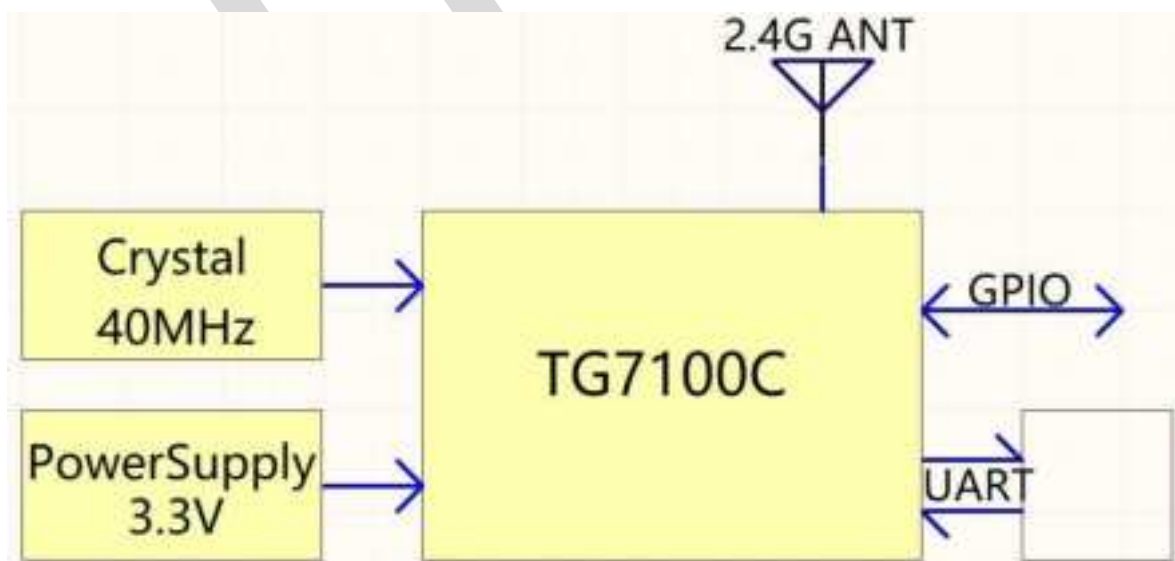 2.4G ANT
Crystal
40MHz
GPIO
TG7100C
PowerSupply
3.3V
UART